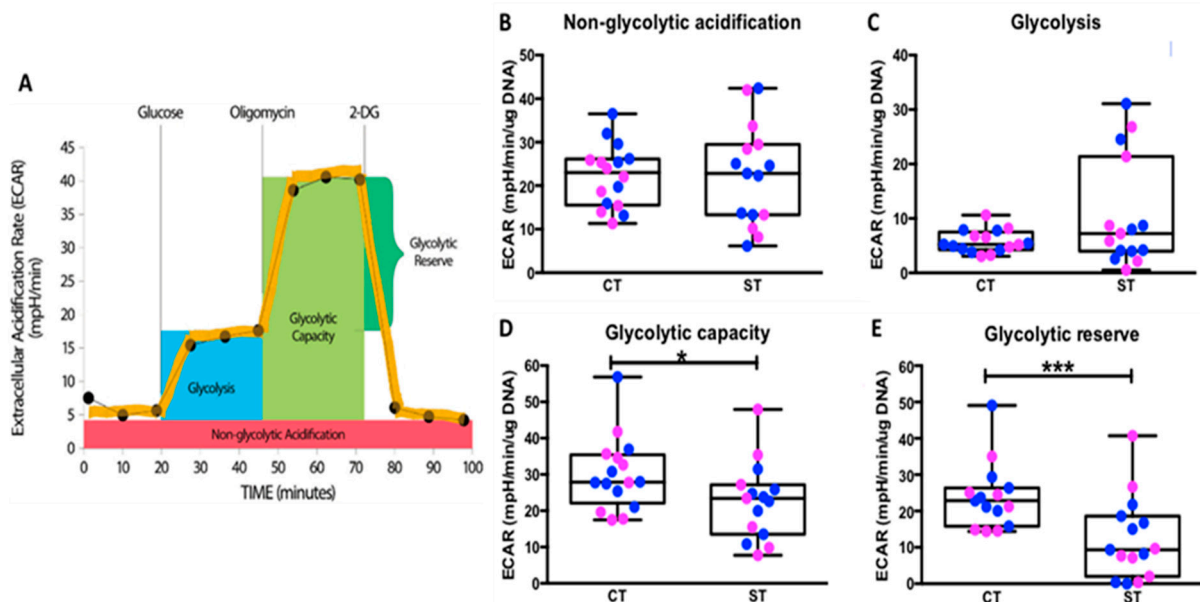 A
Glucose
Oligomycin
2-DG
Extracellular Acidification Rate (ECAR)
(mpH/min)
45
40
35
30
25
20
15
10
5
0
Glycolytic
Reserve
Glycolytic
Capacity
Glycolysis
Non-glycolytic Acidification
0 10 20 30 40 50 60 70 80 90 100
TIME (minutes)
B
Non-glycolytic acidification
ECAR (mpH/min/ug DNA)
50
40
30
20
10
0
CT ST
C
Glycolysis
ECAR (mpH/min/ug DNA)
40
30
20
10
0
CT ST
D
Glycolytic capacity
*
ECAR (mpH/min/ug DNA)
60
50
40
30
20
10
0
CT ST
E
Glycolytic reserve
***
ECAR (mpH/min/ug DNA)
60
50
40
30
20
10
0
CT ST